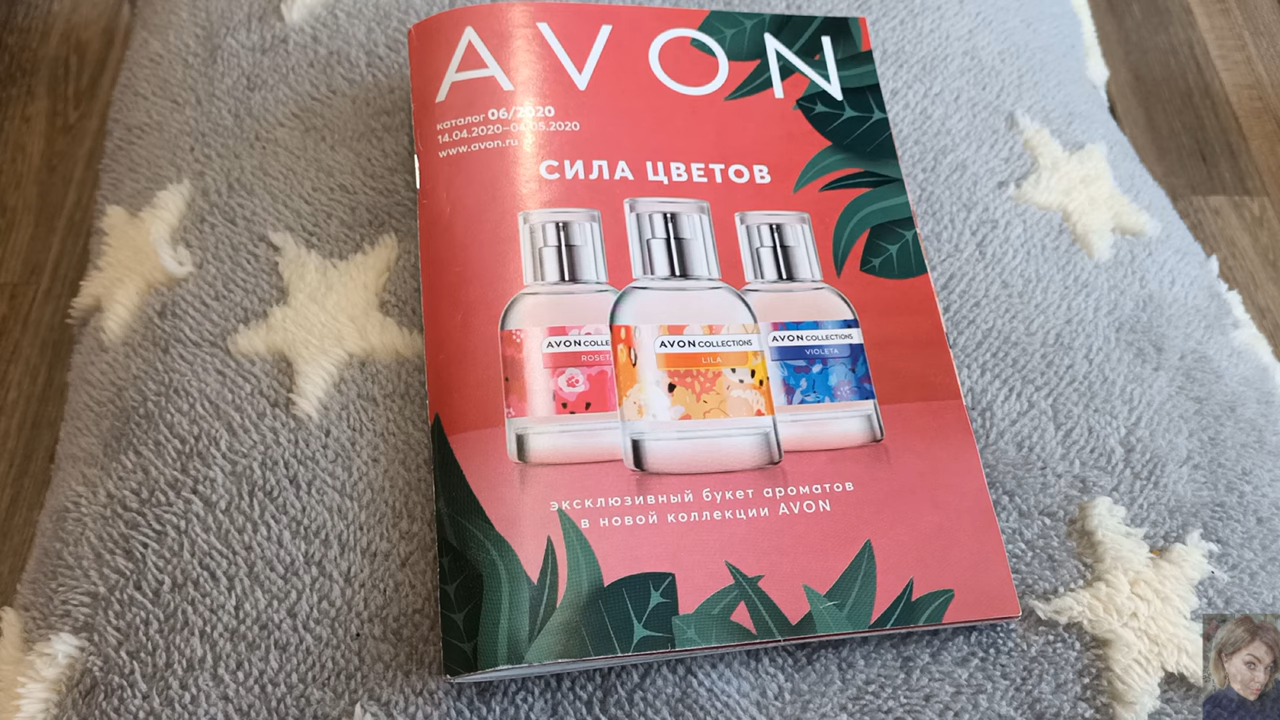 AVON
каталог 06/2020
14.04.2020–04.05.2020
www.avon.ru
СИЛА ЦВЕТОВ
AVON COLLEC
ROSETA
AVON COLLECTIONS
LILA
AVON COLLECTIONS
VIOLETA
эксклюзивный букет ароматов
в новой коллекции AVON